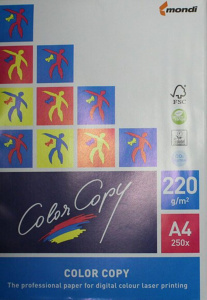 mondi
FSC
Color Copy
220
g/m²
A4
250x
COLOR COPY
The professional paper for digital colour laser printing